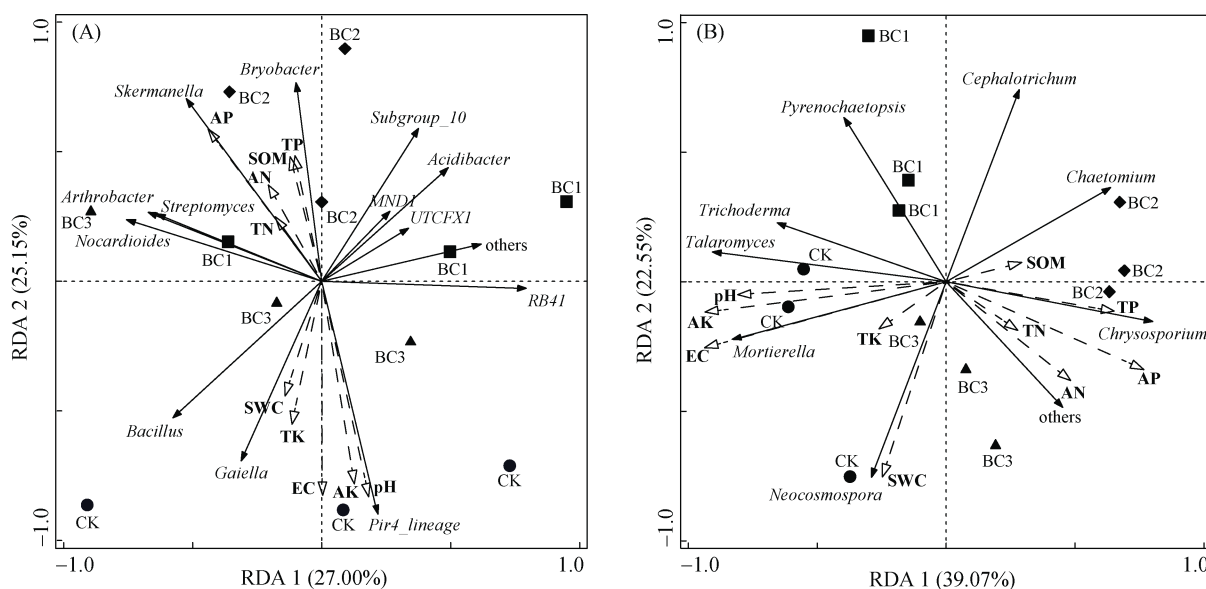 (A)
1.0
BC2
Bryobacter
Skermanella
BC2
AP
Subgroup_10
TP
SOM
AN
Acidibacter
MND1
BC1
Arthrobacter
Streptomyces
BC3
BC2
UTCFX1
TN
Nocardioides
others
BC1
BC1
RB41
BC3
BC3
SWC
Bacillus
TK
Gaiella
EC
AK
pH
CK
CK
CK
Pir4_lineage
-1.0
−1.0
1.0
RDA 1 (27.00%)
RDA 2 (25.15%)
(B)
1.0
BC1
Cephalotrichum
Pyrenochaetopsis
BC1
Chaetomium
BC2
Trichoderma
BC1
Talaromyces
CK
SOM
BC2
BC2
pH
TP
AK
CK
TK
BC3
TN
Chrysosporium
EC
Mortierella
BC3
AP
AN
others
BC3
CK
Neocosmospora
SWC
-1.0
−1.0
1.0
RDA 1 (39.07%)
RDA 2 (22.55%)